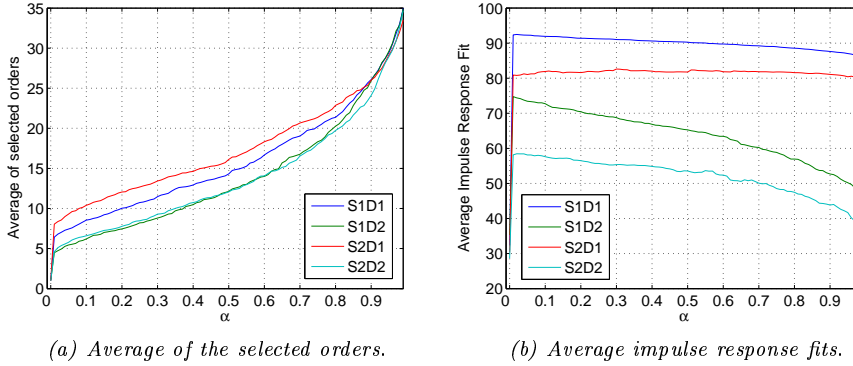 35
30
25
20
15
10
5
0
Average of selected orders
0 0.1 0.2 0.3 0.4 0.5 0.6 0.7 0.8 0.9
α
S1D1
S1D2
S2D1
S2D2
(a) Average of the selected orders.
100
90
80
70
60
50
40
30
20
Average Impulse Response Fit
0 0.1 0.2 0.3 0.4 0.5 0.6 0.7 0.8 0.9
α
S1D1
S1D2
S2D1
S2D2
(b) Average impulse response fits.